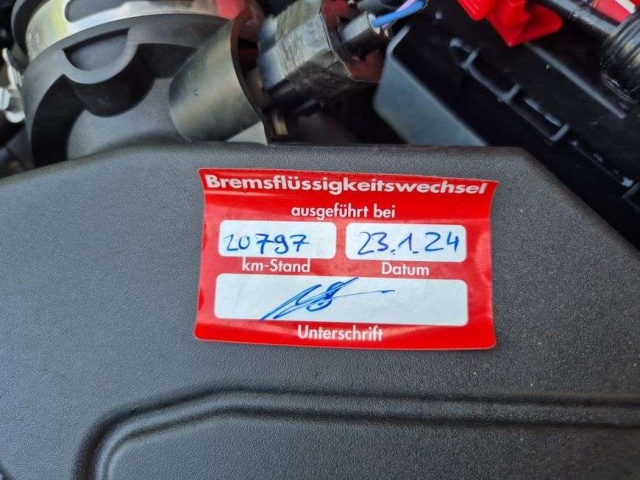 Bremsflüssigkeitswechsel
ausgeführt bei
20797 23.1.24
km-Stand Datum
Unterschrift